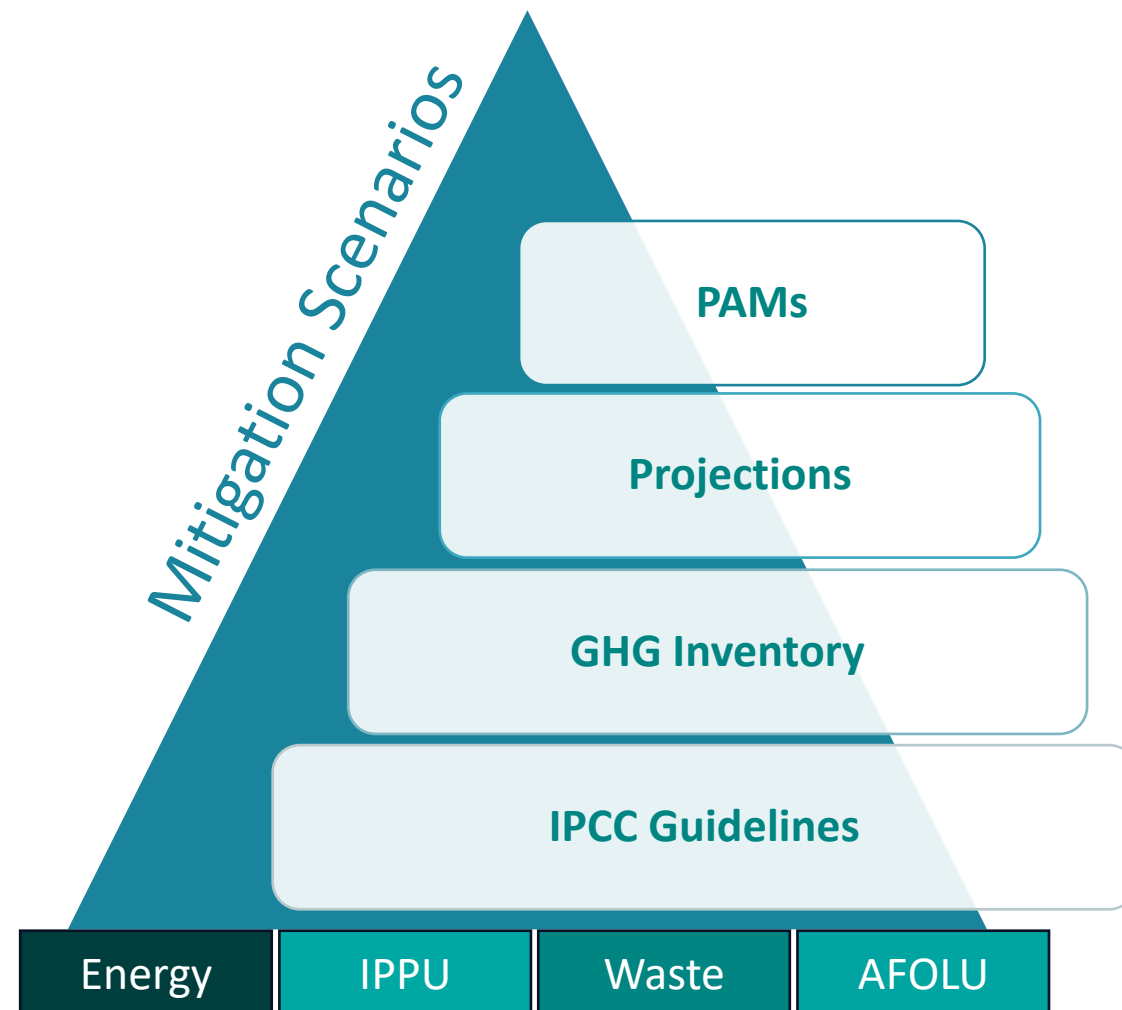 Mitigation Scenarios
PAMs
Projections
GHG Inventory
IPCC Guidelines
Energy
IPPU
Waste
AFOLU